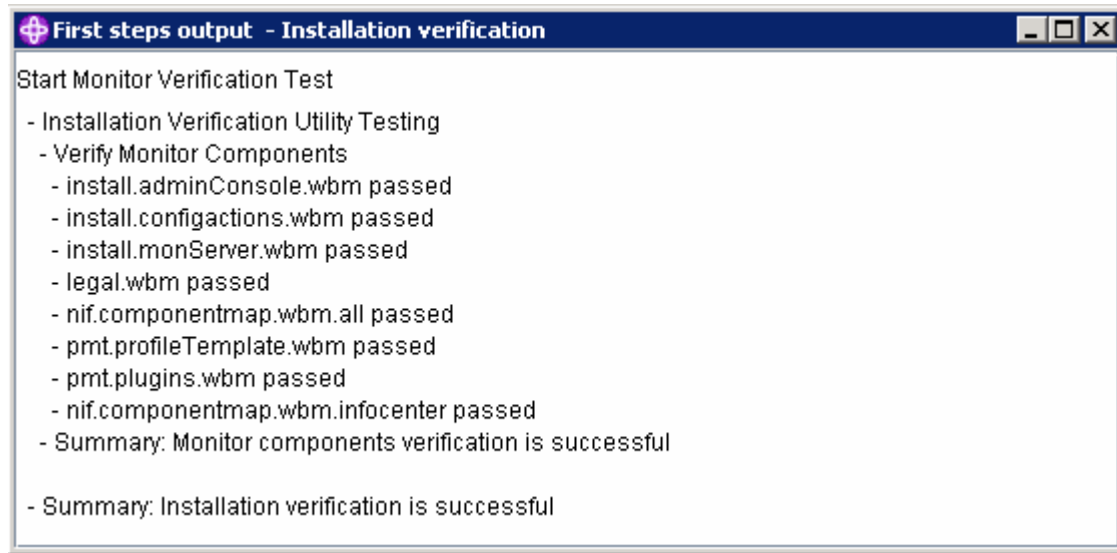 First steps output - Installation verification
Start Monitor Verification Test
- Installation Verification Utility Testing
- Verify Monitor Components
- install.adminConsole.wbm passed
- install.configactions.wbm passed
- install.monServer.wbm passed
- legal.wbm passed
- nif.componentmap.wbm.all passed
- pmt.profileTemplate.wbm passed
- pmt.plugins.wbm passed
- nif.componentmap.wbm.infocenter passed
- Summary: Monitor components verification is successful
- Summary: Installation verification is successful